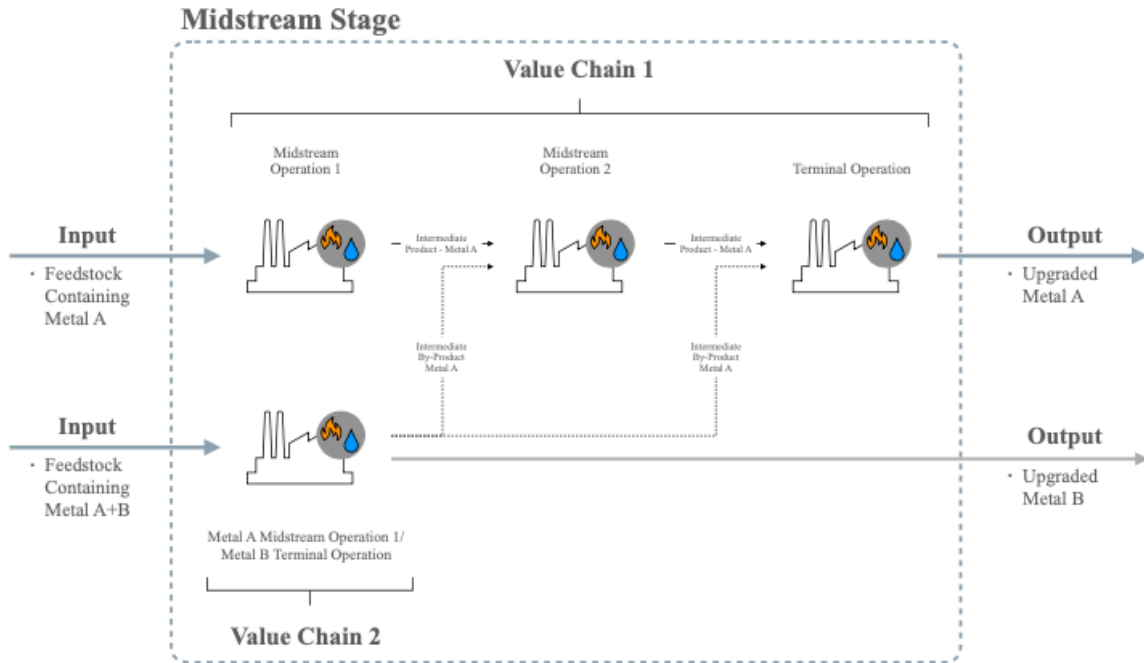 Midstream Stage
Value Chain 1
Midstream
Operation 1
Midstream
Operation 2
Terminal Operation
Input
· Feedstock
Containing
Metal A
Intermediate
Product - Metal A
Intermediate
Product - Metal A
Output
· Upgraded
Metal A
Intermediate
By-Product
Metal A
Intermediate
By-Product
Metal A
Input
· Feedstock
Containing
Metal A+B
Output
· Upgraded
Metal B
Metal A Midstream Operation 1/
Metal B Terminal Operation
Value Chain 2